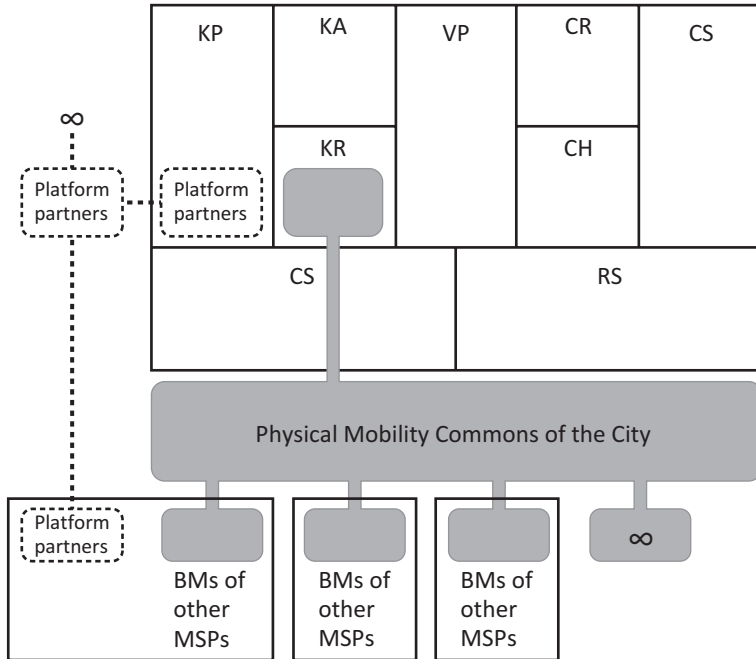 KP
KA
VP
CR
CS
∞
KR
CH
Platform
partners
Platform
partners
CS
RS
Physical Mobility Commons of the City
Platform
partners
∞
BMs of
other
MSPs
BMs of
other
MSPs
BMs of
other
MSPs